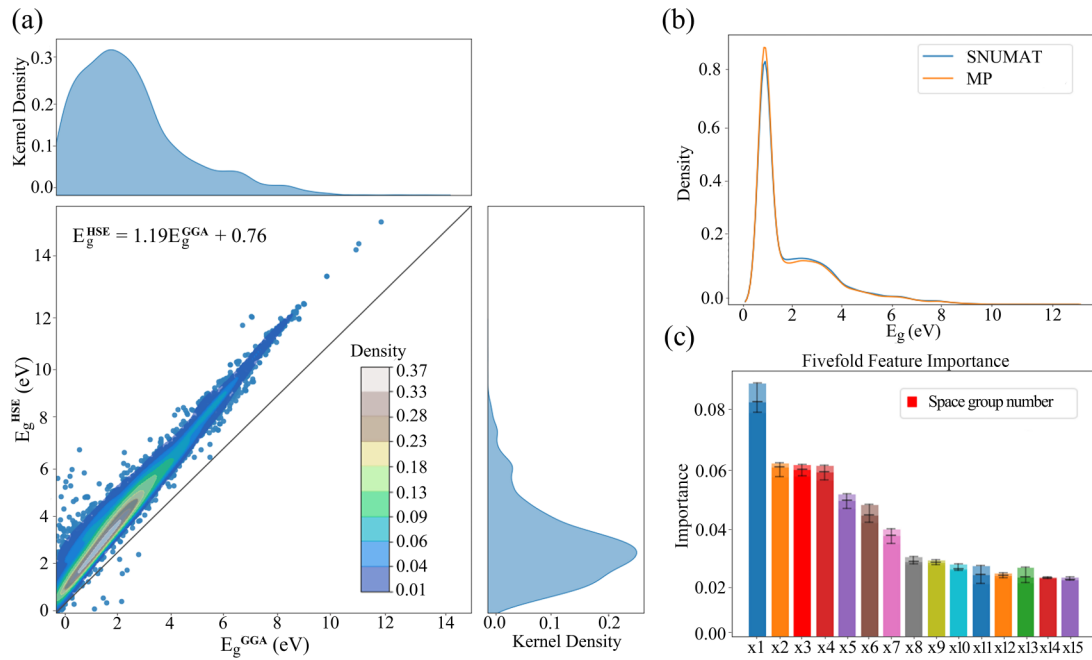 (a)
Kernel Density
0.3
0.2
0.1
0.0
E_g^HSE = 1.19E_g^GGA + 0.76
E_g^HSE (eV)
14
12
10
8
6
4
2
0
0 2 4 6 8 10 12 14
E_g^GGA (eV)
Density
0.37
0.33
0.28
0.23
0.18
0.13
0.09
0.06
0.04
0.01
0.0 0.1 0.2
Kernel Density
(b)
SNUMAT
MP
Density
0.8
0.6
0.4
0.2
0.0
0 2 4 6 8 10 12
E_g (eV)
(c)
Fivefold Feature Importance
Space group number
Importance
0.08
0.06
0.04
0.02
0.00
x1 x2 x3 x4 x5 x6 x7 x8 x9 xl0 xl1 xl2 xl3 xl4 xl5